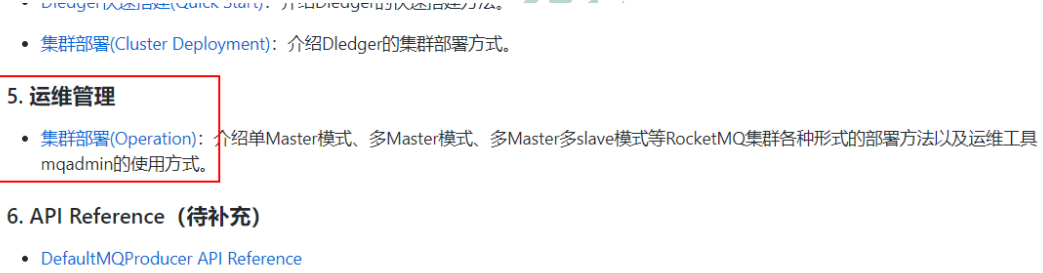 Dledger快速搭建(Quick Start)：介绍Dledger的快速搭建方法。
集群部署(Cluster Deployment)：介绍Dledger的集群部署方式。
5. 运维管理
集群部署(Operation)：介绍单Master模式、多Master模式、多Master多slave模式等RocketMQ集群各种形式的部署方法以及运维工具
mqadmin的使用方式。
6. API Reference（待补充）
DefaultMQProducer API Reference